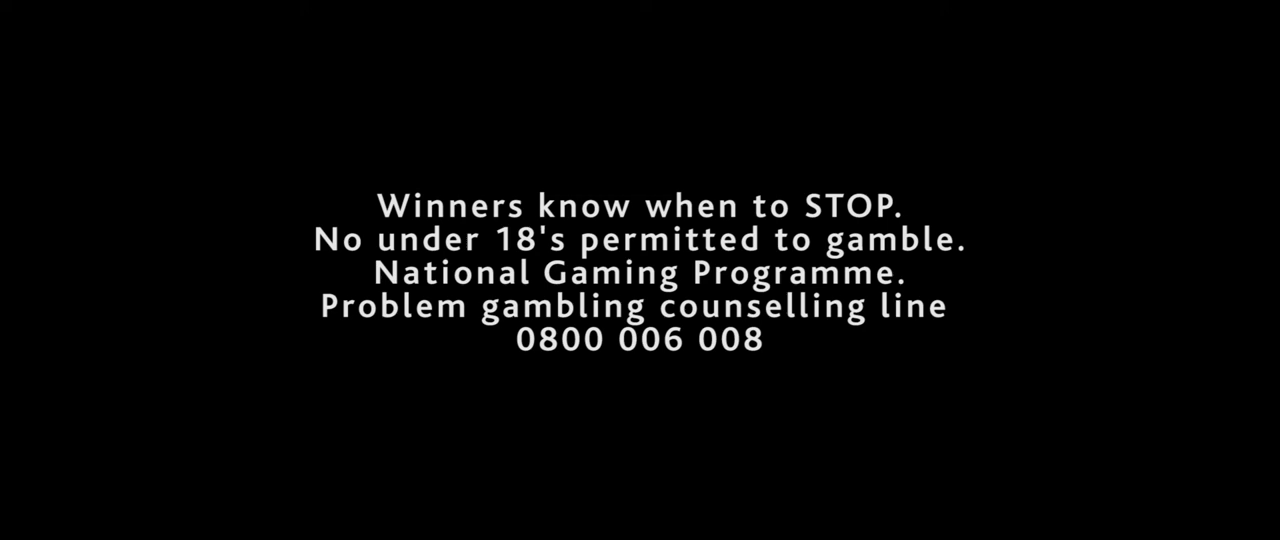 Winners know when to STOP.
No under 18's permitted to gamble.
National Gaming Programme.
Problem gambling counselling line
0800 006 008